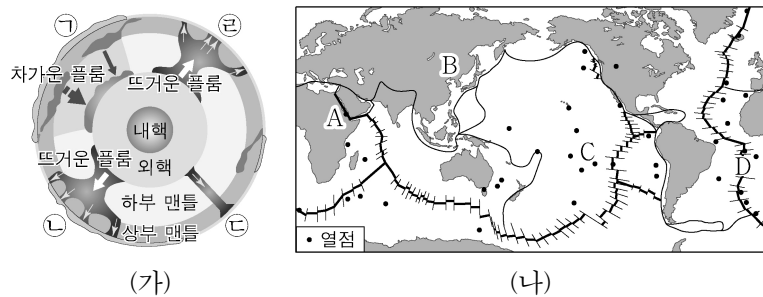 ㉠
㉣
차가운 플룸
뜨거운 플룸
내핵
뜨거운 플룸
외핵
하부 맨틀
㉡
상부 맨틀
㉢
(가)
B
A
C
D
• 열점
(나)